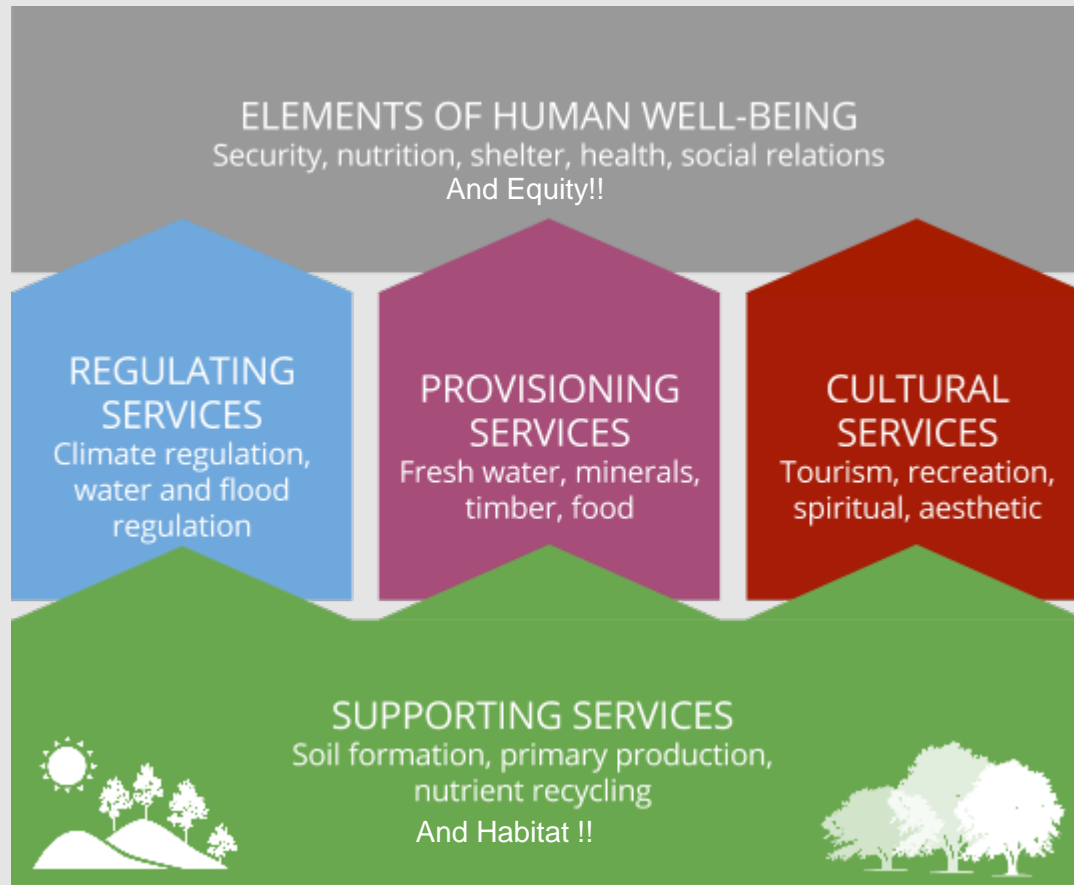 ELEMENTS OF HUMAN WELL-BEING
Security, nutrition, shelter, health, social relations
And Equity!!
REGULATING
SERVICES
Climate regulation,
water and flood
regulation
PROVISIONING
SERVICES
Fresh water, minerals,
timber, food
CULTURAL
SERVICES
Tourism, recreation,
spiritual, aesthetic
SUPPORTING SERVICES
Soil formation, primary production,
nutrient recycling
And Habitat !!